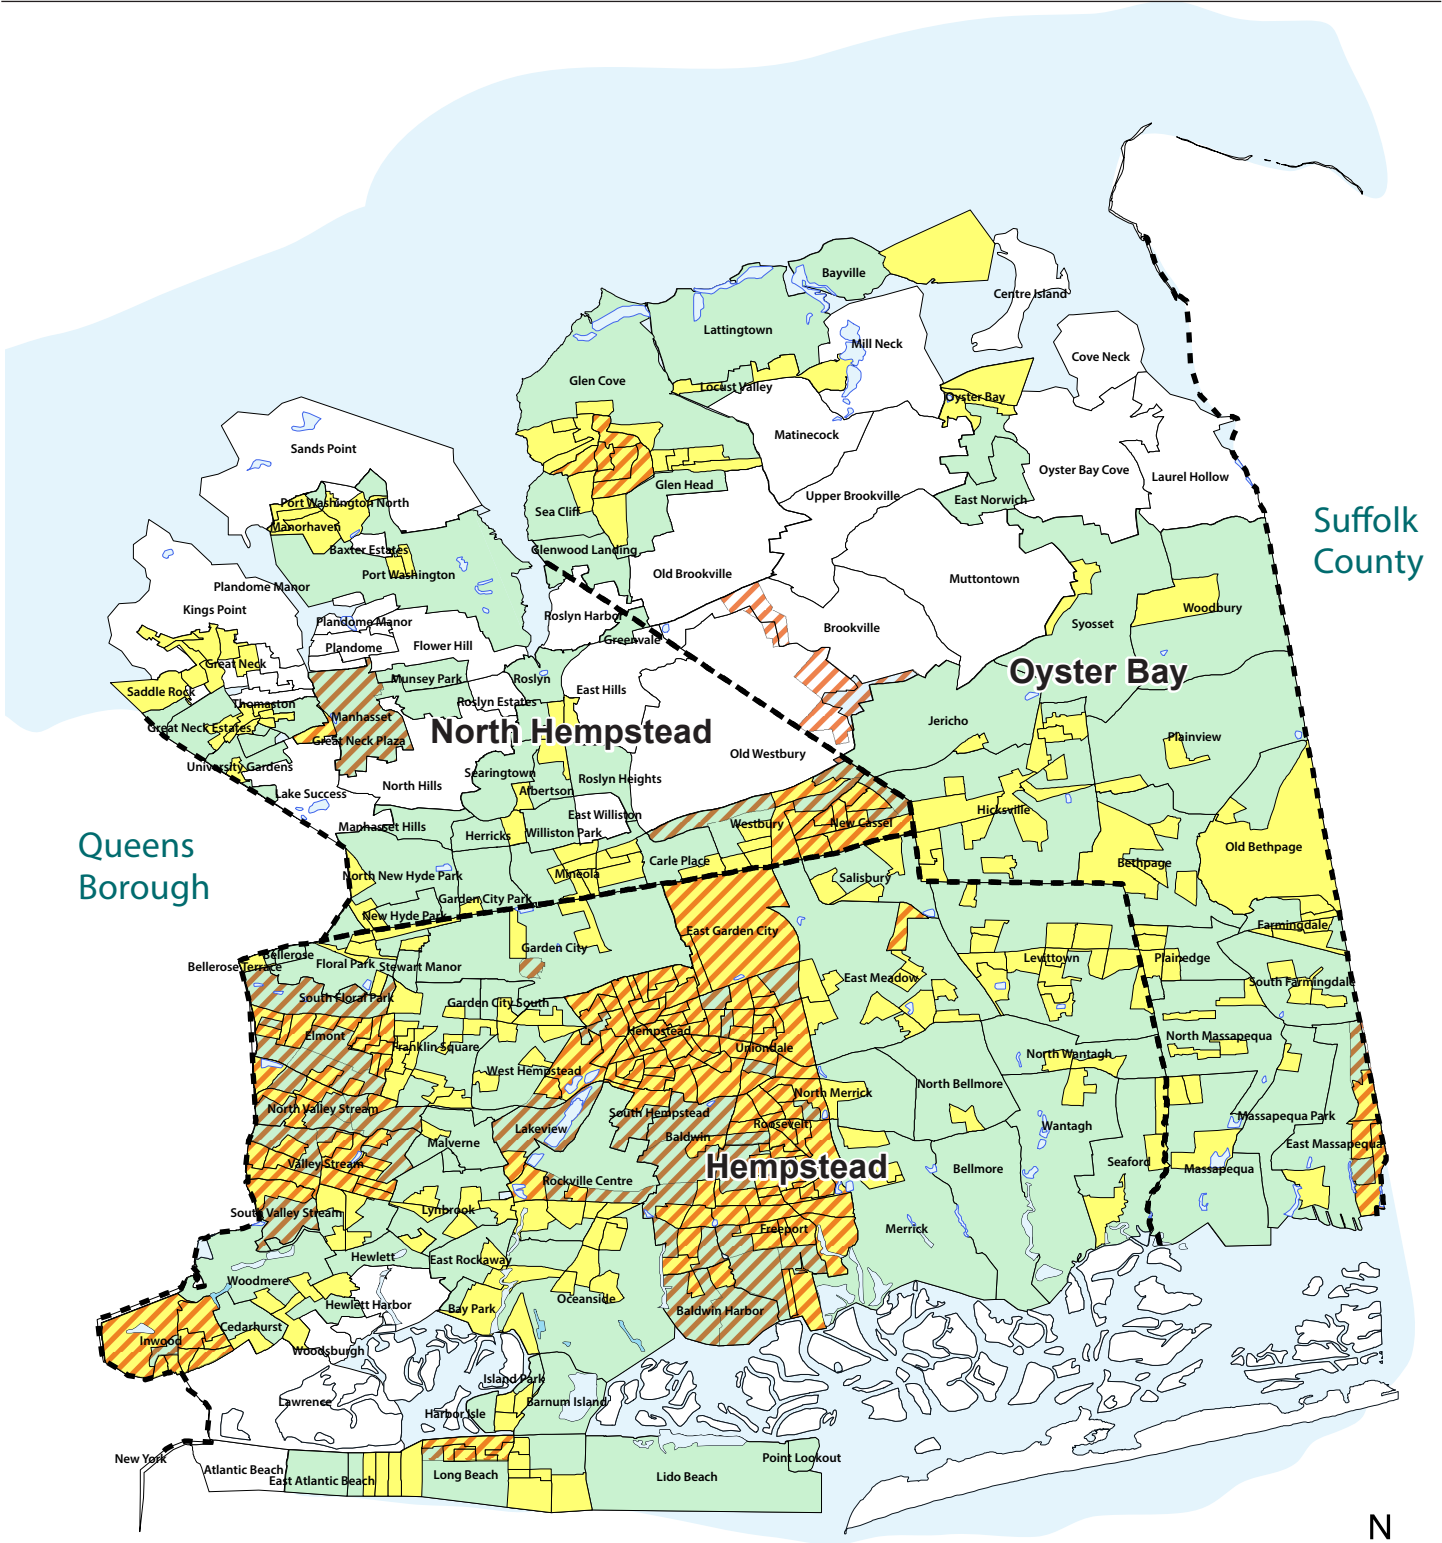 Bayville
Centre Island
Lattingtown
Mill Neck
Cove Neck
Glen Cove
Locust Valley
Oyster Bay
Matinecock
Sands Point
Oyster Bay Cove
Laurel Hollow
Glen Head
Upper Brookville
East Norwich
Port Washington North
Sea Cliff
Manorhaven
Suffolk
County
Baxter Estates
Glenwood Landing
Port Washington
Old Brookville
Muttontown
Plandome Manor
Kings Point
Woodbury
Roslyn Harbor
Plandome Manor
Syosset
Brookville
Greenvale
Flower Hill
Plandome
Great Neck
Oyster Bay
Munsey Park
Roslyn
Saddle Rock
East Hills
Roslyn Estates
Thomaston
Manhasset
Jericho
Great Neck Estates
North Hempstead
Great Neck Plaza
Plainview
Old Westbury
University Gardens
Searingtown
Roslyn Heights
North Hills
Albertson
Lake Success
Hicksville
East Williston
Manhasset Hills
Westbury
New Cassel
Herricks
Williston Park
Queens
Borough
Old Bethpage
Carle Place
Bethpage
Mineola
North New Hyde Park
Salisbury
Garden City Park
New Hyde Park
Farmingdale
East Garden City
Garden City
Bellerose
Levittown
Plainedge
Bellerose Terrace
Floral Park
Stewart Manor
East Meadow
South Farmingdale
South Floral Park
Garden City South
Hempstead
Elmont
North Massapequa
Franklin Square
Uniondale
North Wantagh
West Hempstead
North Bellmore
North Merrick
North Valley Stream
South Hempstead
Massapequa Park
Roosevelt
Wantagh
Lakeview
Baldwin
Malverne
East Massapequa
Valley Stream
Hempstead
Bellmore
Seaford
Massapequa
Rockville Centre
South Valley Stream
Lynbrook
Freeport
Merrick
Hewlett
East Rockaway
Woodmere
Oceanside
Hewlett Harbor
Bay Park
Baldwin Harbor
Cedarhurst
Inwood
Woodsburgh
Island Park
Lawrence
Barnum Island
Harbor Isle
New York
Point Lookout
Atlantic Beach
Long Beach
Lido Beach
East Atlantic Beach
N